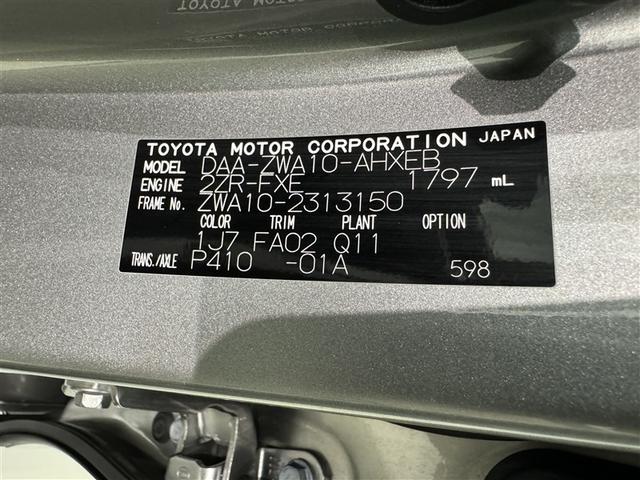 TOYOTA MOTOR CORPORATION JAPAN
MODEL DAA-ZWA10-AHXEB
ENGINE 2ZR-FXE 1797 mL
FRAME No. ZWA10-2313150
COLOR TRIM PLANT OPTION
1J7 FA02 Q11
TRANS./AXLE P410 -01A 598